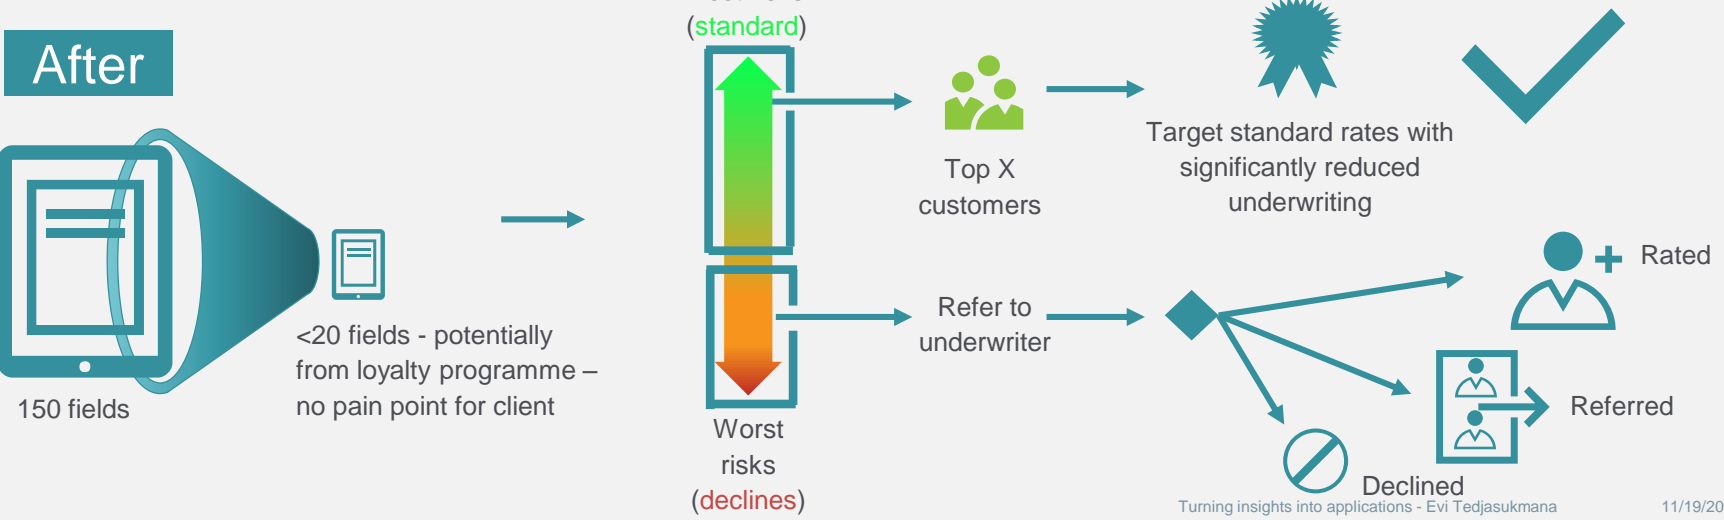 After
150 fields
<20 fields - potentially
from loyalty programme –
no pain point for client
(standard)
Worst
risks
(declines)
Top X
customers
Target standard rates with
significantly reduced
underwriting
Refer to
underwriter
Rated
Referred
Declined
Turning insights into applications - Evi Tedjasukmana
11/19/20